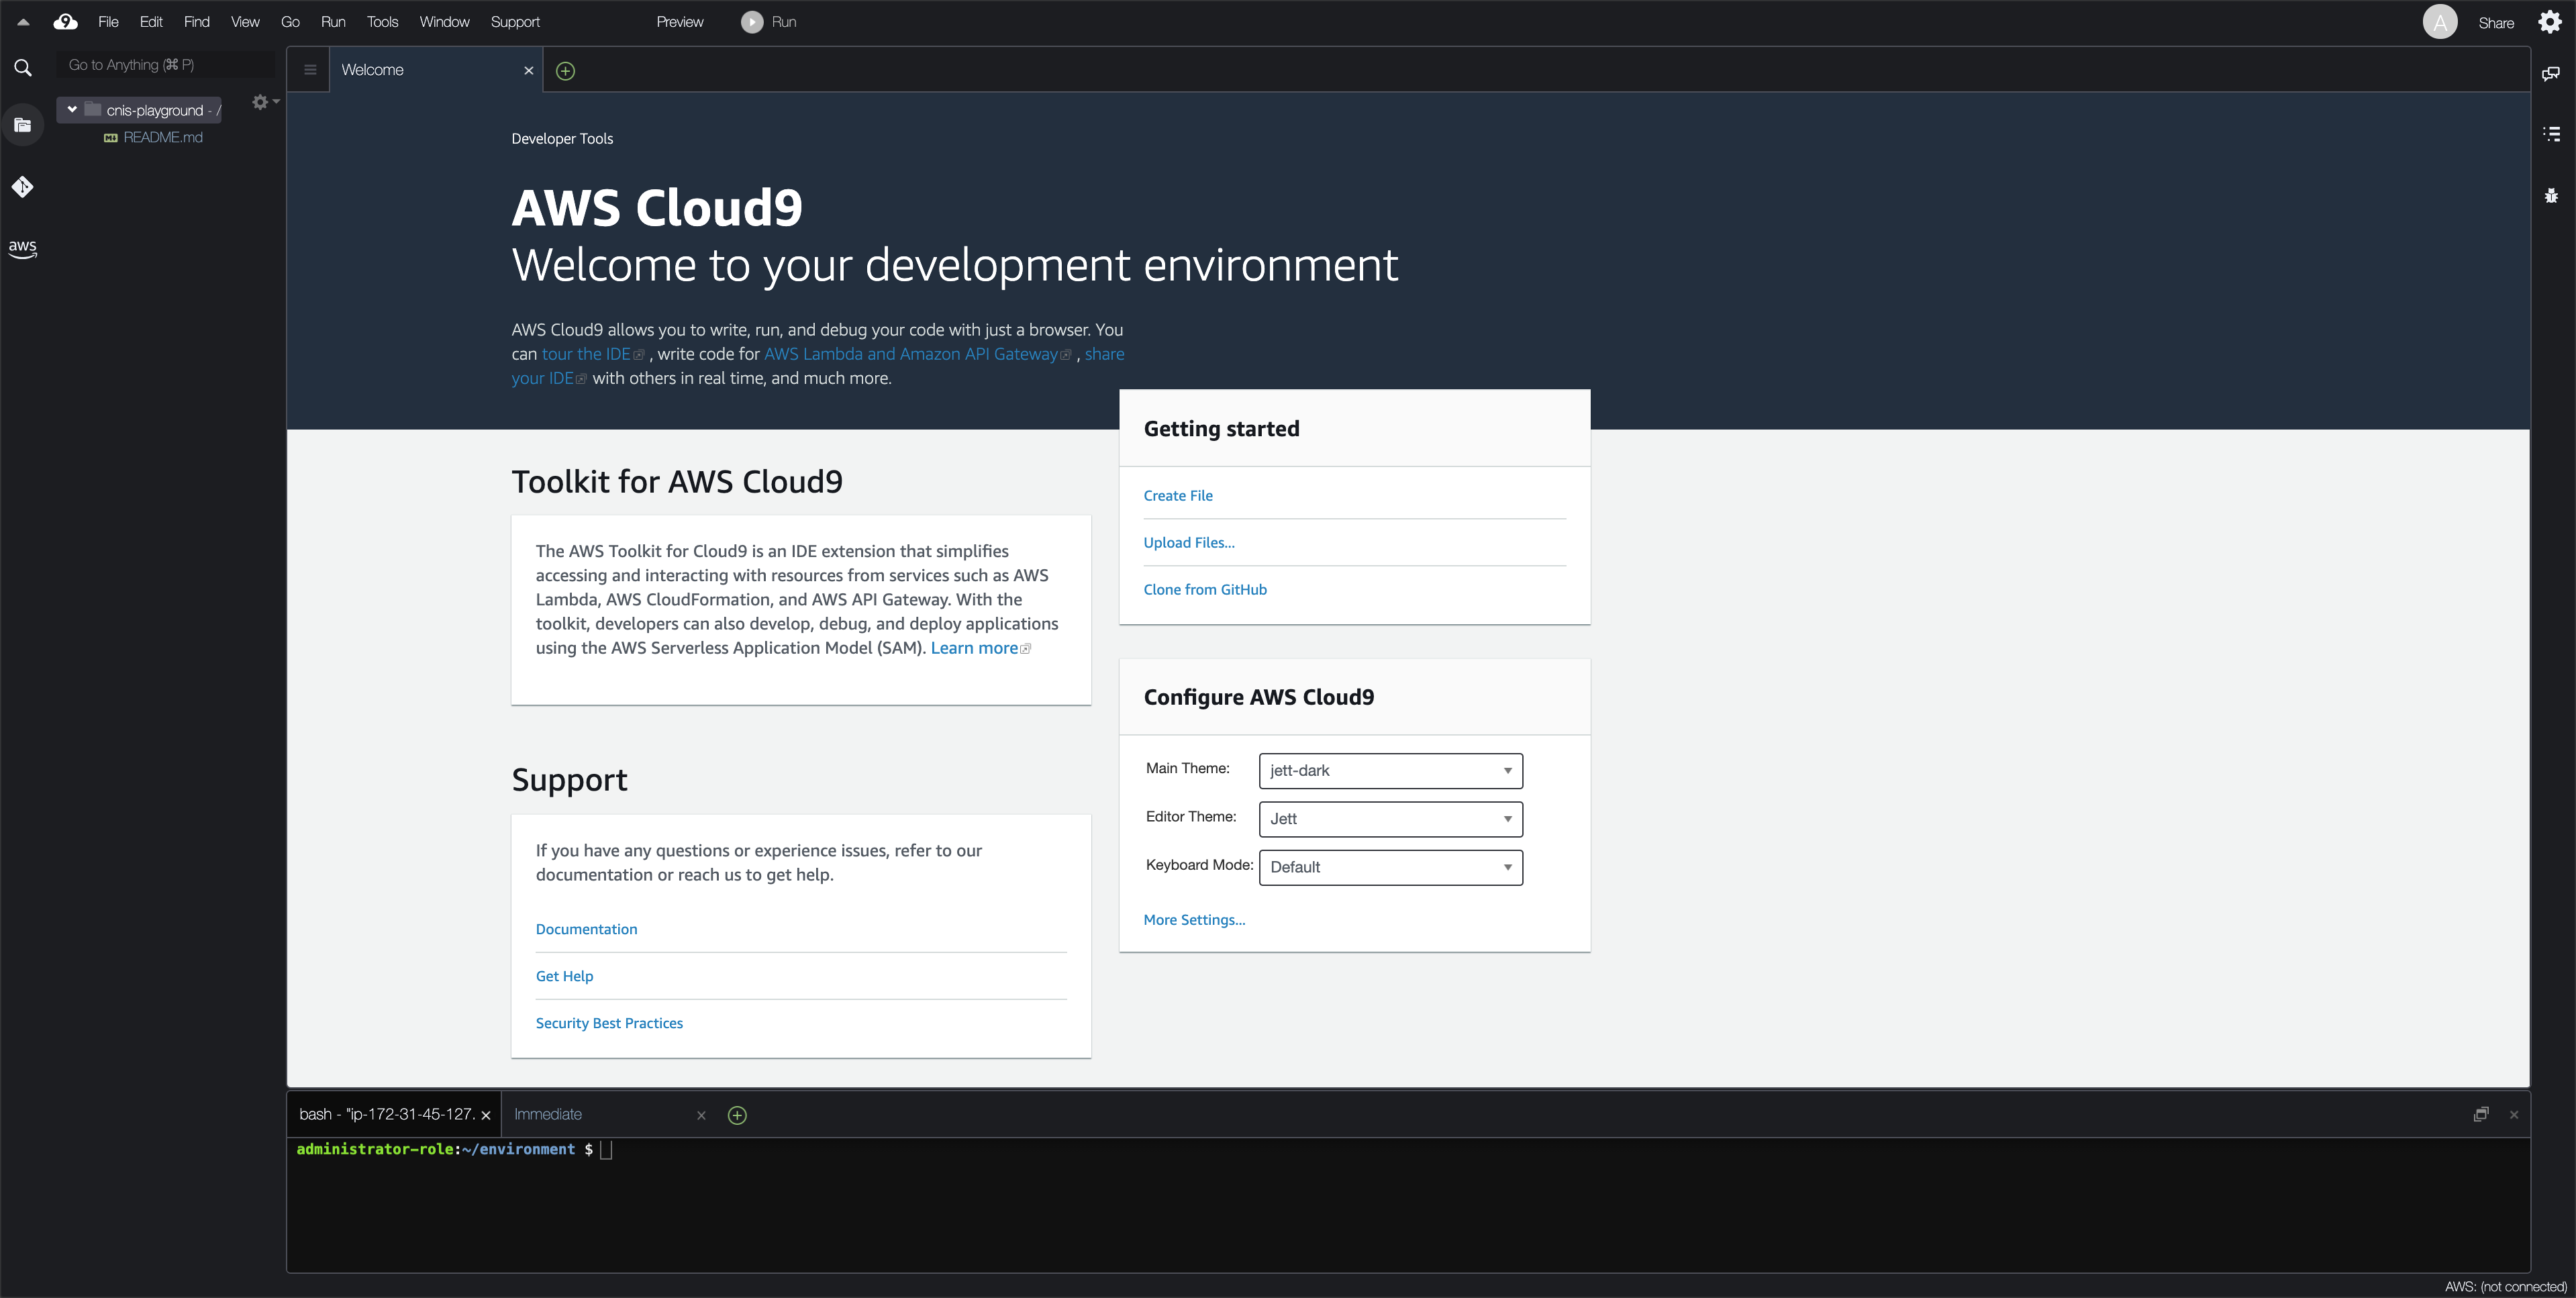 File Edit Find View Go Run Tools Window Support Preview Run A Share
Go to Anything (⌘ P)
cnis-playground - /
README.md
aws
Welcome
Developer Tools
AWS Cloud9
Welcome to your development environment
AWS Cloud9 allows you to write, run, and debug your code with just a browser. You
can tour the IDE , write code for AWS Lambda and Amazon API Gateway , share
your IDE with others in real time, and much more.
Toolkit for AWS Cloud9
The AWS Toolkit for Cloud9 is an IDE extension that simplifies
accessing and interacting with resources from services such as AWS
Lambda, AWS CloudFormation, and AWS API Gateway. With the
toolkit, developers can also develop, debug, and deploy applications
using the AWS Serverless Application Model (SAM). Learn more
Support
If you have any questions or experience issues, refer to our
documentation or reach us to get help.
Documentation
Get Help
Security Best Practices
Getting started
Create File
Upload Files...
Clone from GitHub
Configure AWS Cloud9
Main Theme: jett-dark
Editor Theme: Jett
Keyboard Mode: Default
More Settings...
bash - "ip-172-31-45-127. Immediate
administrator-role:~/environment $
AWS: (not connected)